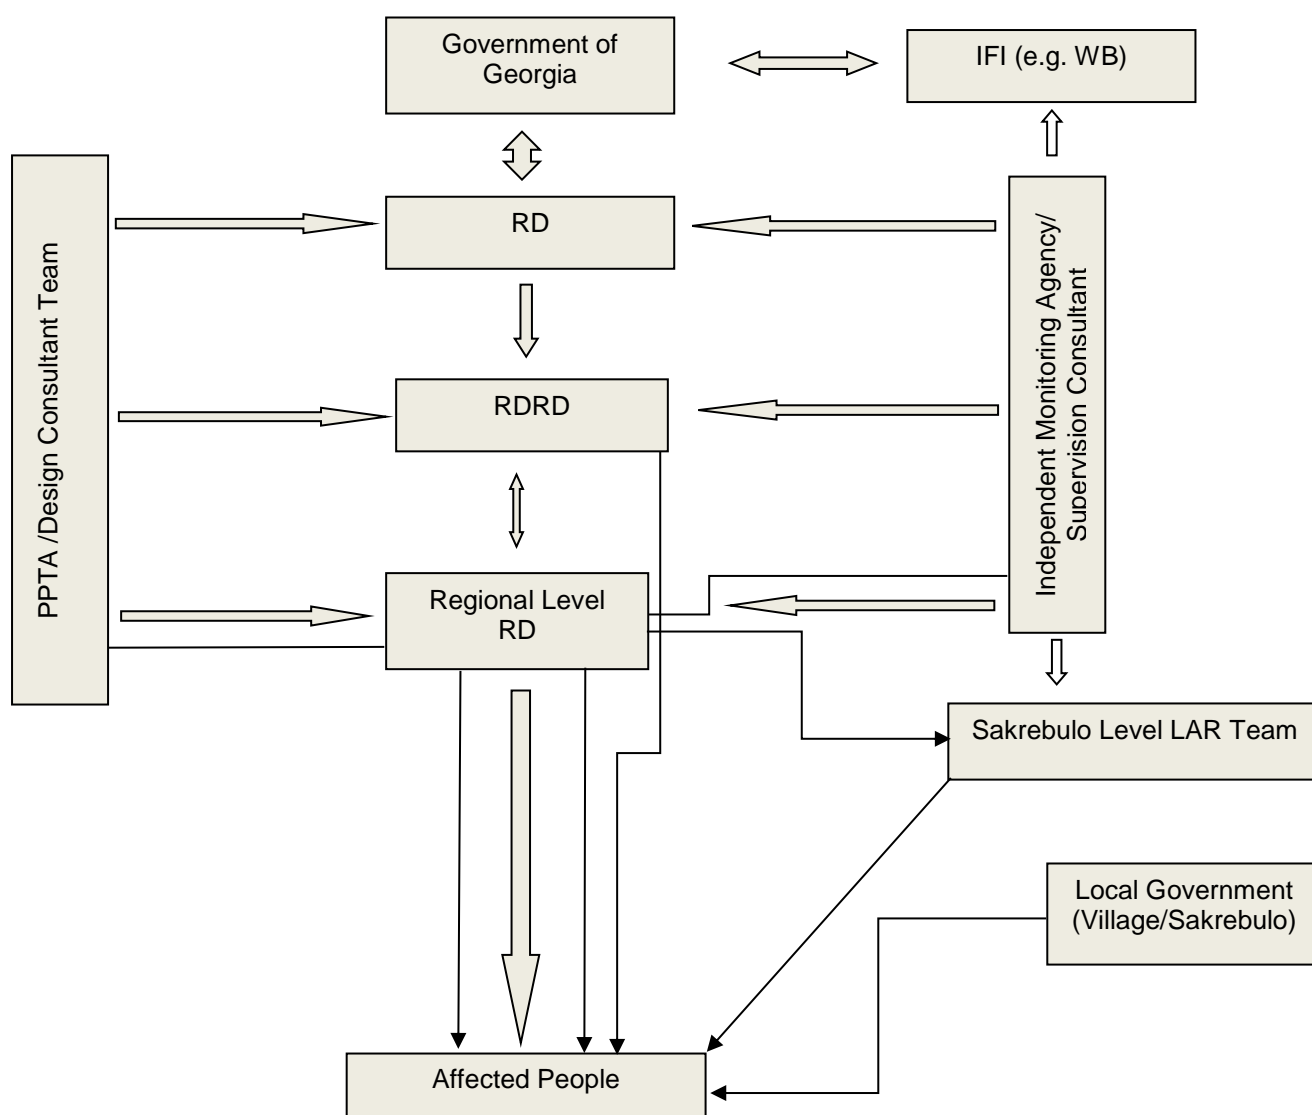 Government of
Georgia
IFI (e.g. WB)
PPTA /Design Consultant Team
RD
Independent Monitoring Agency/
Supervision Consultant
RDRD
Regional Level
RD
Sakrebulo Level LAR Team
Local Government
(Village/Sakrebulo)
Affected People